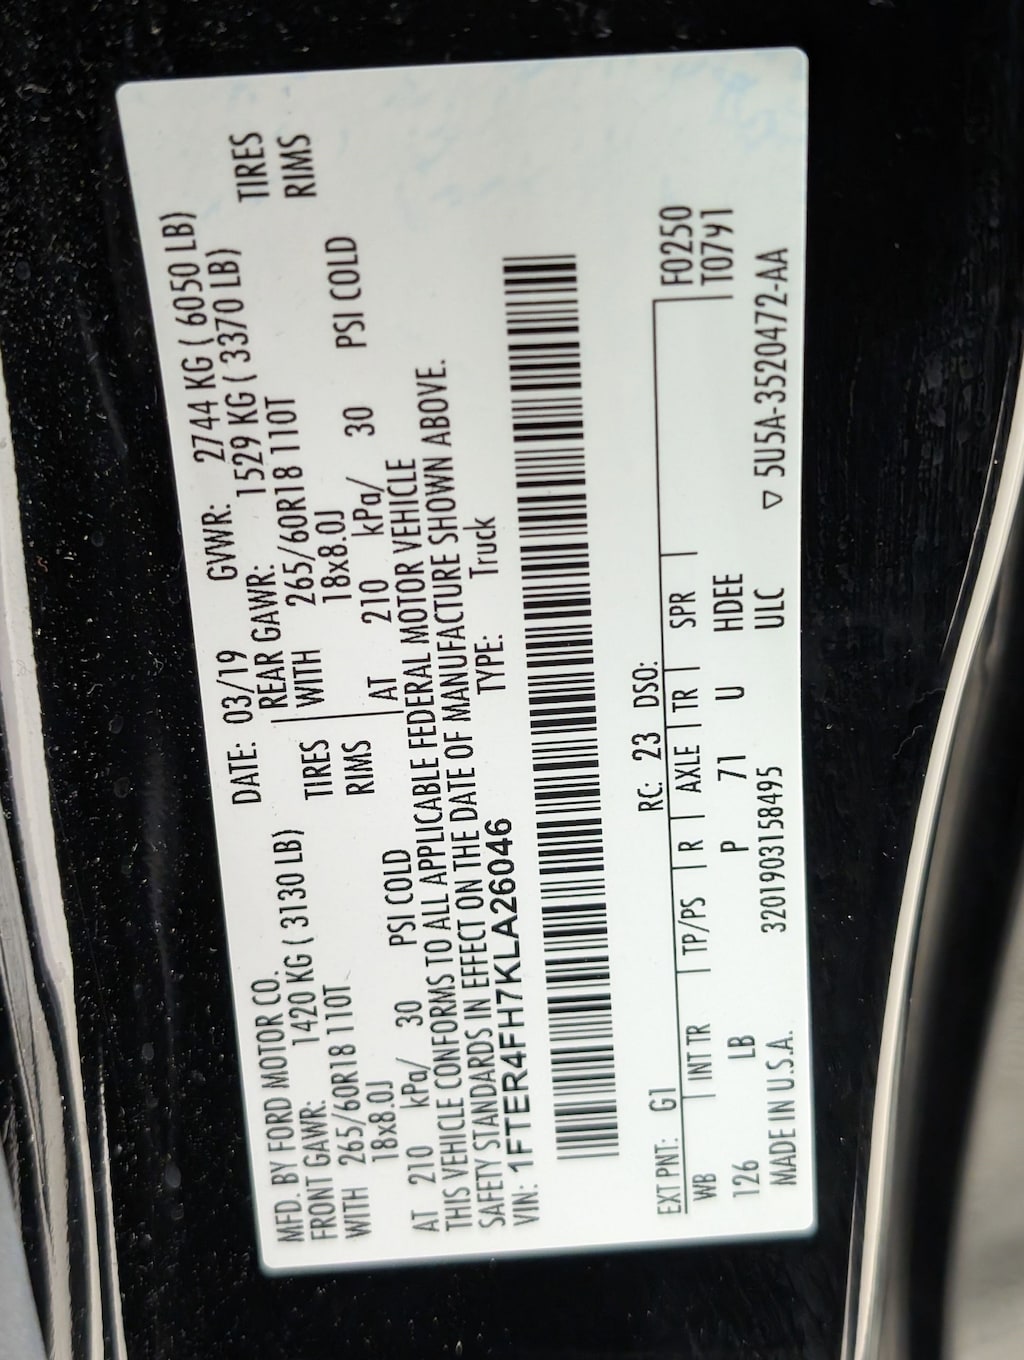 MFD. BY FORD MOTOR CO. DATE: 03/19 GVWR: 2744 KG ( 6050 LB)
FRONT GAWR: 1420 KG ( 3130 LB) REAR GAWR: 1529 KG ( 3370 LB)
WITH 265/60R18 110T TIRES WITH 265/60R18 110T TIRES
18x8.0J RIMS 18x8.0J RIMS
AT 210 kPa/ 30 PSI COLD AT 210 kPa/ 30 PSI COLD
THIS VEHICLE CONFORMS TO ALL APPLICABLE FEDERAL MOTOR VEHICLE
SAFETY STANDARDS IN EFFECT ON THE DATE OF MANUFACTURE SHOWN ABOVE.
VIN: 1FTER4FH7KLA26046 TYPE: Truck
EXT PNT: G1 RC: 23 DSO: F0250
WB INT TR TP/PS R AXLE TR SPR T0791
126 LB P 71 U HDEE
MADE IN U.S.A. 3201903158495 ULC ▽ 5U5A-3520472-AA